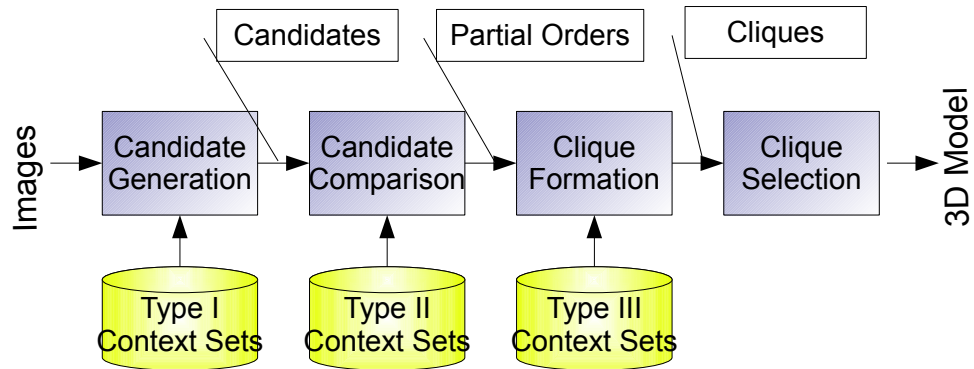 Candidates
Partial Orders
Cliques
Images
Candidate
Generation
Candidate
Comparison
Clique
Formation
Clique
Selection
3D Model
Type I
Context Sets
Type II
Context Sets
Type III
Context Sets